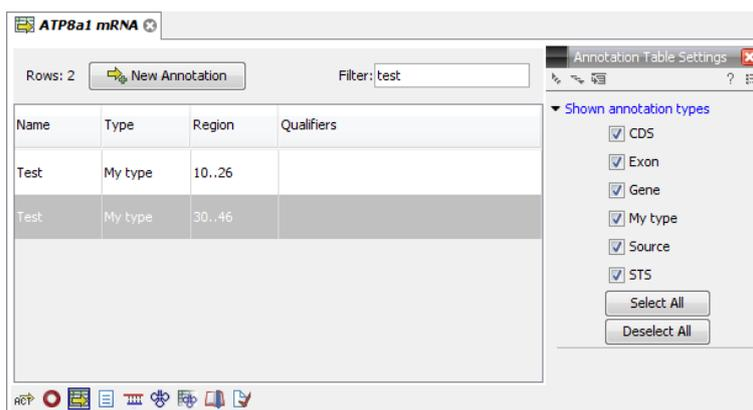 ATP8a1 mRNA
Rows: 2 New Annotation Filter: test
Name Type Region Qualifiers
Test My type 10..26
Test My type 30..46
Annotation Table Settings
?
Shown annotation types
CDS
Exon
Gene
My type
Source
STS
Select All
Deselect All
ACT